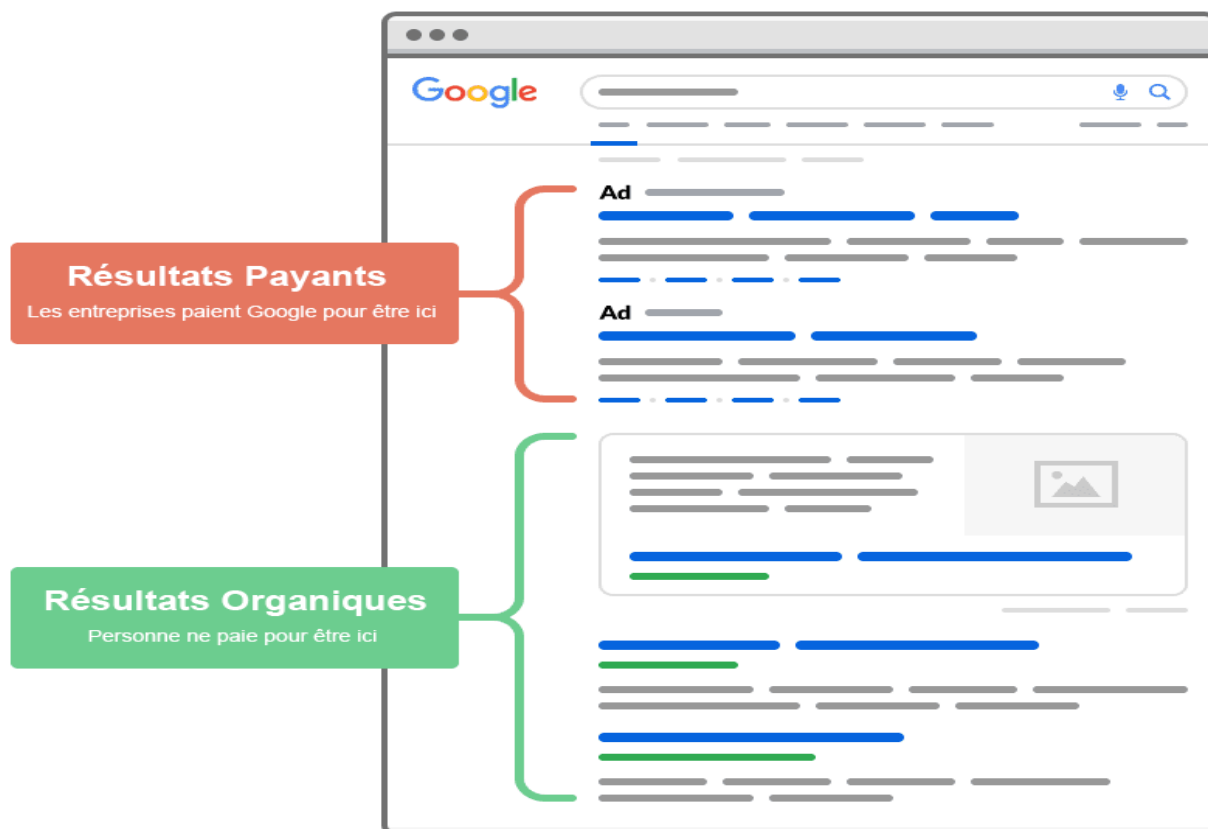 Google
Ad
Résultats Payants
Les entreprises paient Google pour être ici
Ad
Résultats Organiques
Personne ne paie pour être ici